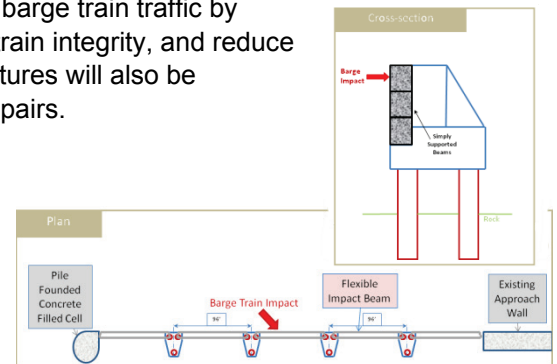 barge train traffic by
train integrity, and reduce
tures will also be
pairs.
Cross-section
Barge
Impact
Simply
Supported
Beams
Rock
Plan
Pile
Founded
Concrete
Filled Cell
Barge Train Impact
Flexible
Impact Beam
Existing
Approach
Wall
94'
94'